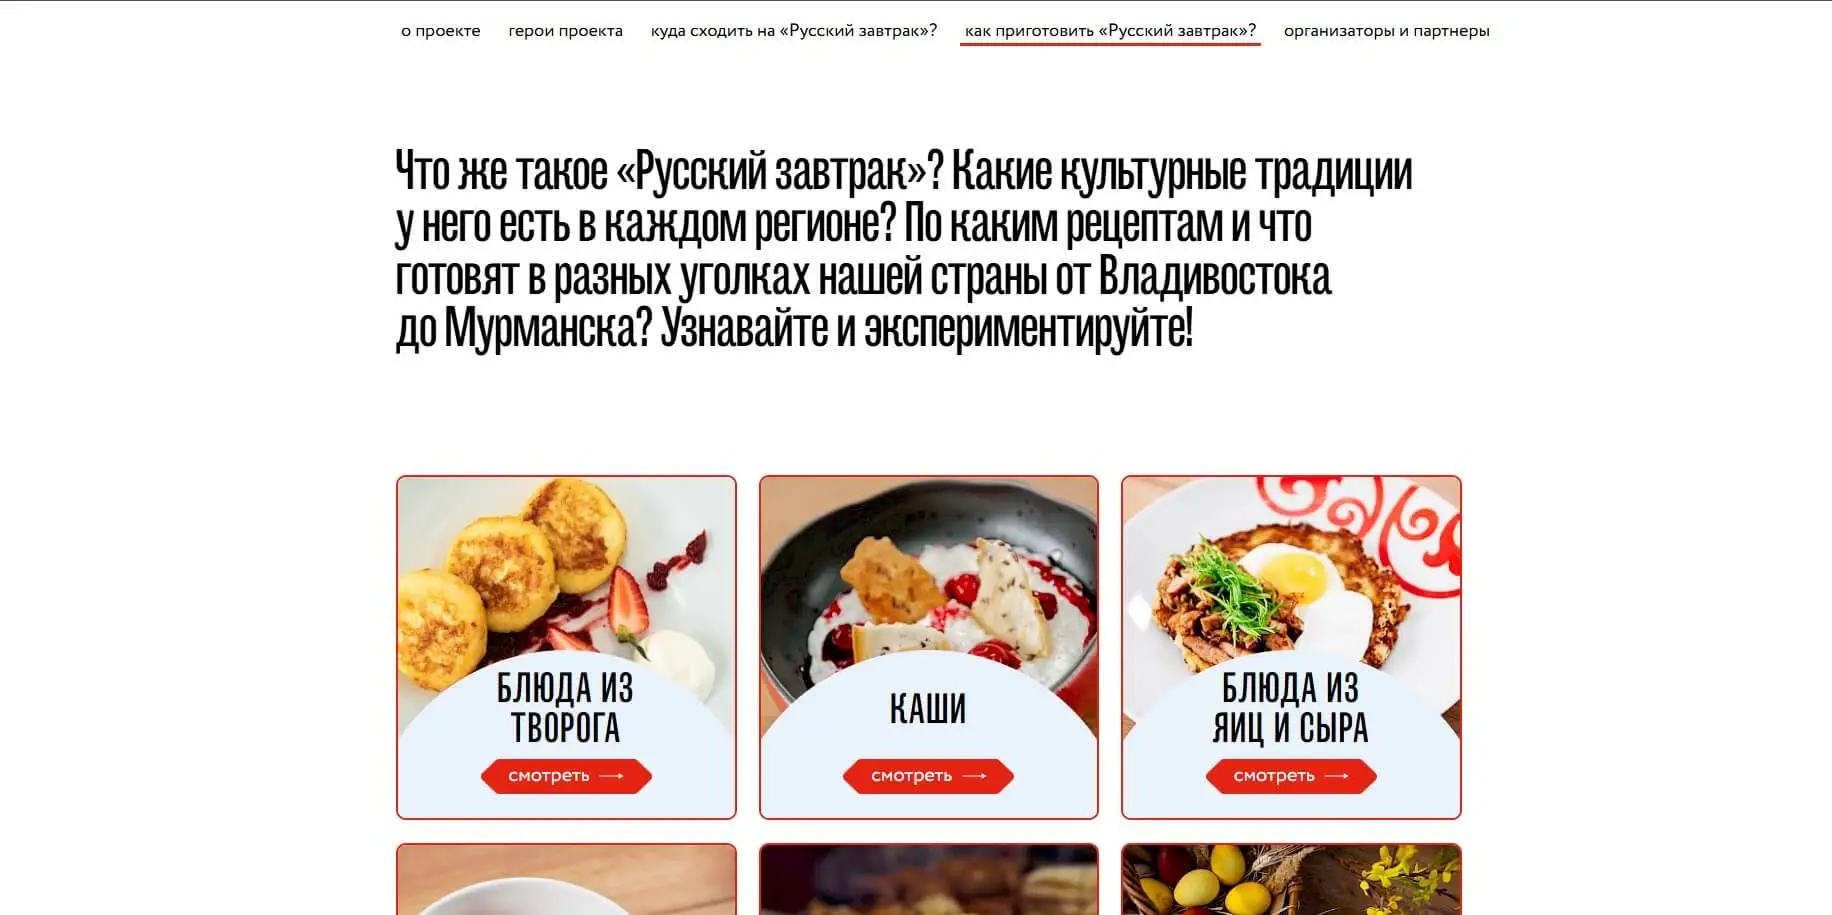 о проекте
герои проекта
куда сходить на «Русский завтрак»?
как приготовить «Русский завтрак»?
организаторы и партнеры
Что же такое «Русский завтрак»? Какие культурные традиции
у него есть в каждом регионе? По каким рецептам и что
готовят в разных уголках нашей страны от Владивостока
до Мурманска? Узнавайте и экспериментируйте!
БЛЮДА ИЗ
ТВОРОГА
смотреть →
КАШИ
смотреть →
БЛЮДА ИЗ
ЯИЦ И СЫРА
смотреть →